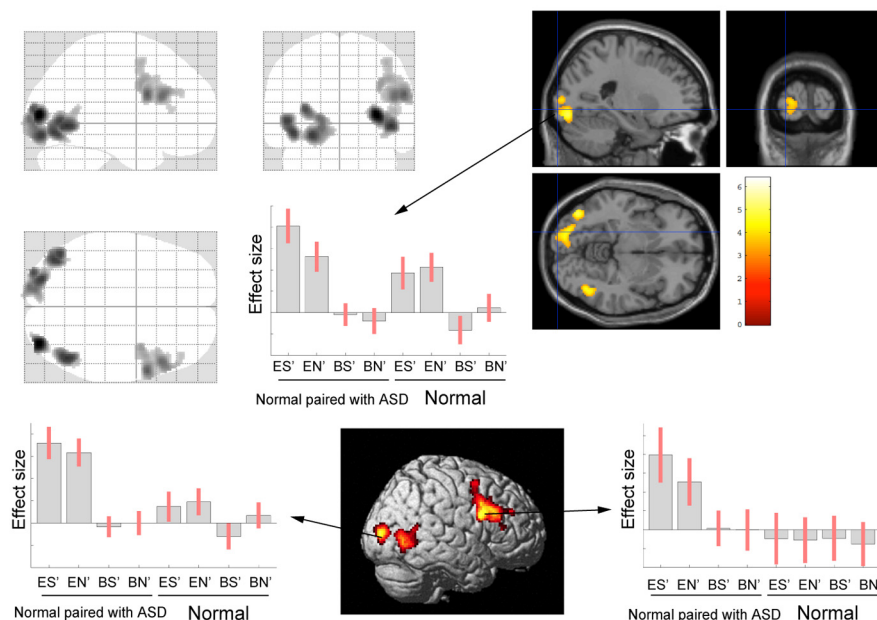 6
5
4
3
2
1
0
Effect size
ES’ EN’ BS’ BN’ ES’ EN’ BS’ BN’
Normal paired with ASD Normal
Effect size
ES’ EN’ BS’ BN’ ES’ EN’ BS’ BN’
Normal paired with ASD Normal
Effect size
ES’ EN’ BS’ BN’ ES’ EN’ BS’ BN’
Normal paired with ASD Normal